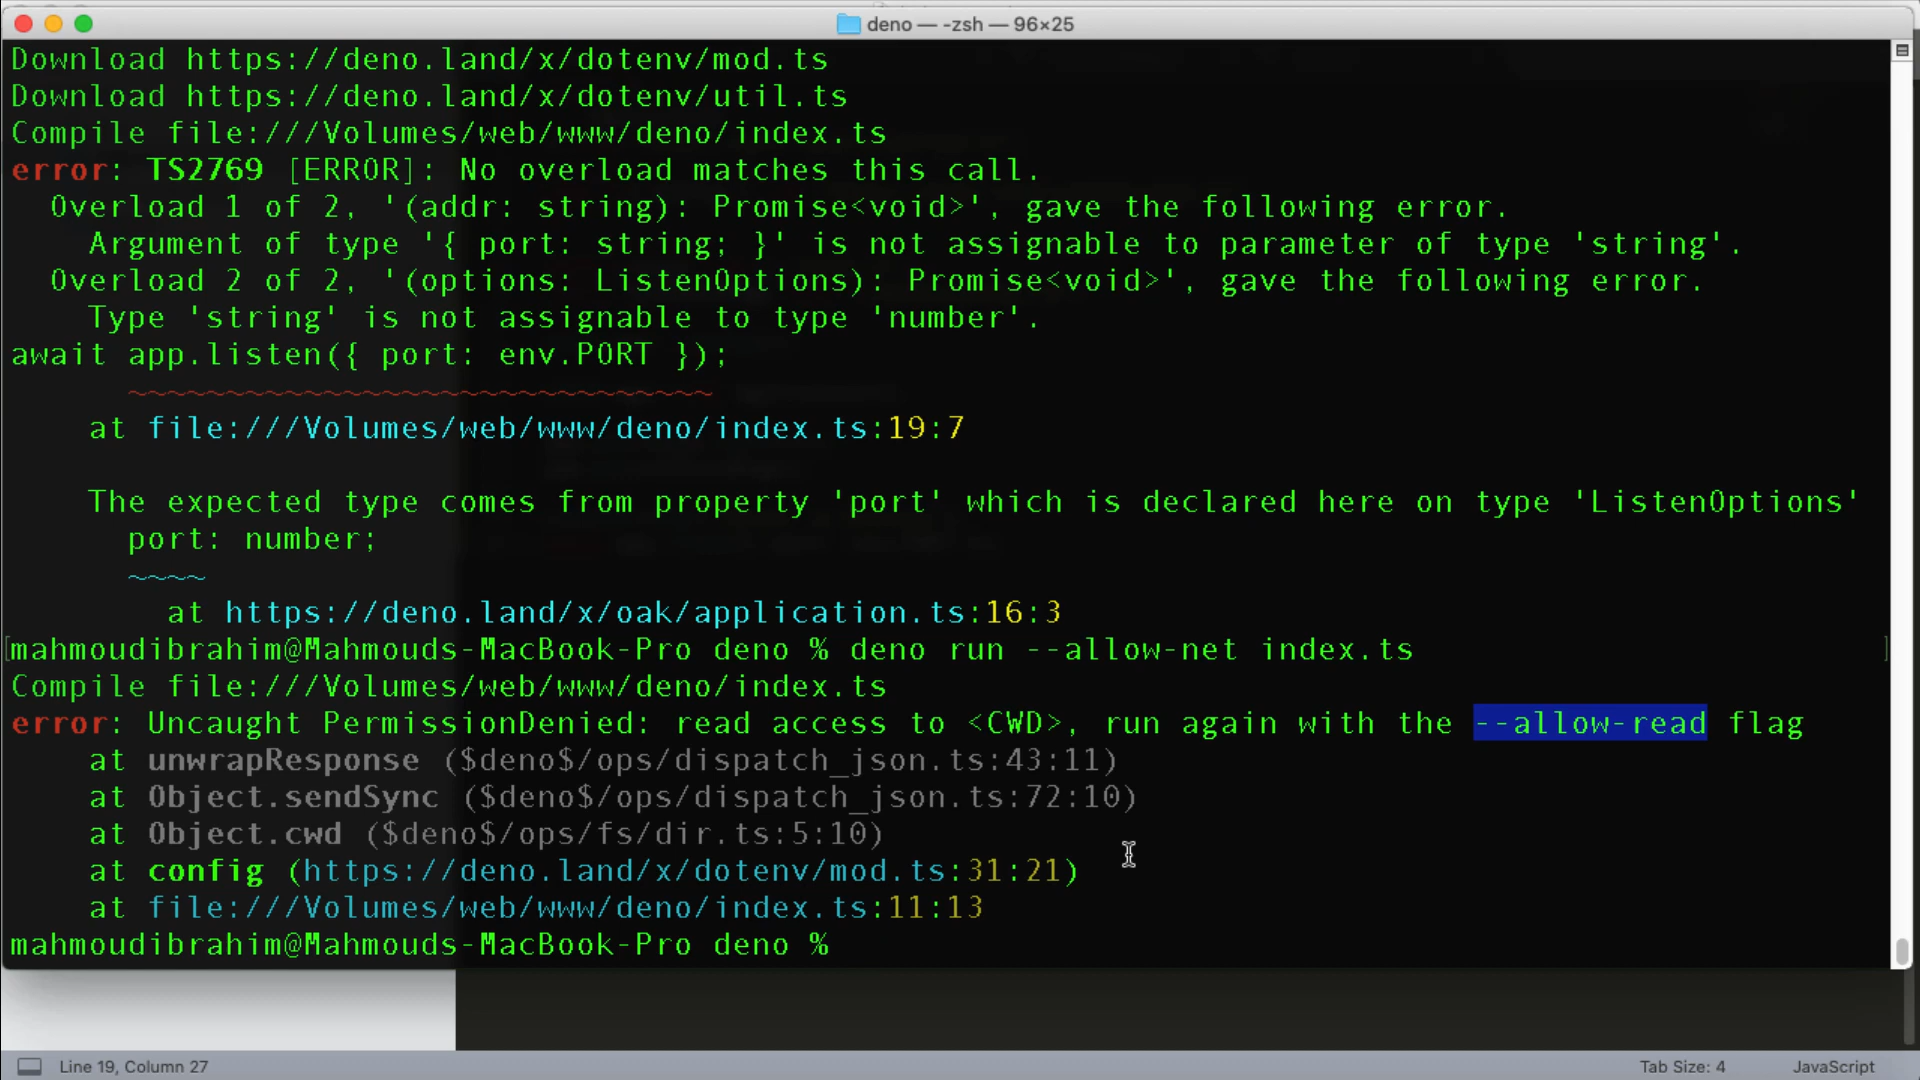 deno — -zsh — 96×25
Download https://deno.land/x/dotenv/mod.ts
Download https://deno.land/x/dotenv/util.ts
Compile file:///Volumes/web/www/deno/index.ts
error: TS2769 [ERROR]: No overload matches this call.
  Overload 1 of 2, '(addr: string): Promise<void>', gave the following error.
    Argument of type '{ port: string; }' is not assignable to parameter of type 'string'.
  Overload 2 of 2, '(options: ListenOptions): Promise<void>', gave the following error.
    Type 'string' is not assignable to type 'number'.
await app.listen({ port: env.PORT });
      ~~~~~~~~~~~~~~~~~~~~~~~~~~~~~~
    at file:///Volumes/web/www/deno/index.ts:19:7
    The expected type comes from property 'port' which is declared here on type 'ListenOptions'
      port: number;
      ~~~~
        at https://deno.land/x/oak/application.ts:16:3
[mahmoudibrahim@Mahmouds-MacBook-Pro deno % deno run --allow-net index.ts ]
Compile file:///Volumes/web/www/deno/index.ts
error: Uncaught PermissionDenied: read access to <CWD>, run again with the --allow-read flag
    at unwrapResponse ($deno$/ops/dispatch_json.ts:43:11)
    at Object.sendSync ($deno$/ops/dispatch_json.ts:72:10)
    at Object.cwd ($deno$/ops/fs/dir.ts:5:10)
    at config (https://deno.land/x/dotenv/mod.ts:31:21)
    at file:///Volumes/web/www/deno/index.ts:11:13
mahmoudibrahim@Mahmouds-MacBook-Pro deno %
Line 19, Column 27
Tab Size: 4
JavaScript